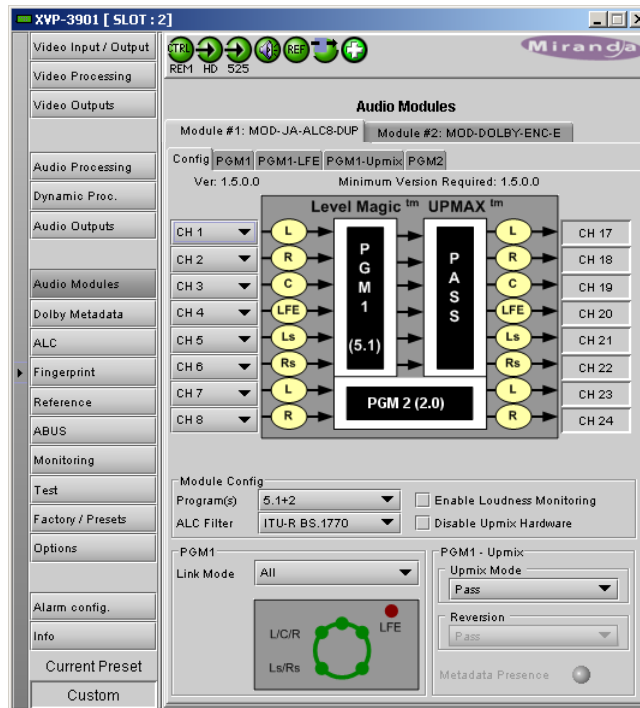 XVP-3901 [ SLOT : 2]
Video Input / Output
Video Processing
Video Outputs
Audio Processing
Dynamic Proc.
Audio Outputs
Audio Modules
Dolby Metadata
ALC
Fingerprint
Reference
ABUS
Monitoring
Test
Factory / Presets
Options
Alarm config.
Info
Current Preset
Custom
CTRL REF
REM HD 525
Miranda
Audio Modules
Module #1: MOD-JA-ALC8-DUP Module #2: MOD-DOLBY-ENC-E
Config PGM1 PGM1-LFE PGM1-Upmix PGM2
Ver: 1.5.0.0 Minimum Version Required: 1.5.0.0
Level Magic tm UPMAX tm
CH 1 L L CH 17
CH 2 R R CH 18
CH 3 C C CH 19
CH 4 LFE LFE CH 20
CH 5 Ls Ls CH 21
CH 6 Rs Rs CH 22
CH 7 L L CH 23
CH 8 R R CH 24
PGM1
(5.1)
PASS
PGM 2 (2.0)
Module Config
Program(s) 5.1+2 Enable Loudness Monitoring
ALC Filter ITU-R BS.1770 Disable Upmix Hardware
PGM1
Link Mode All
L/C/R
LFE
Ls/Rs
PGM1 - Upmix
Upmix Mode
Pass
Reversion
Pass
Metadata Presence